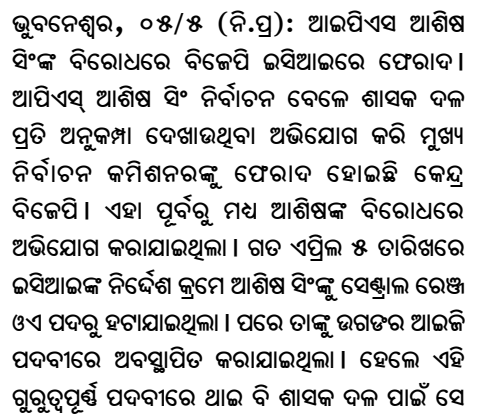 ଭୁବନେଶ୍ୱର, ୦୫/୫ (ନି.ପ୍ର): ଆଇପିଏସ ଆଶିଷ
ସିଂଙ୍କ ବିରୋଧରେ ବିଜେପି ଇସିଆଇରେ ଫେରାଦ।
ଆପିଏସ୍ ଆଶିଷ ସିଂ ନିର୍ବାଚନ ବେଳେ ଶାସକ ଦଳ
ପ୍ରତି ଅନୁକମ୍ପା ଦେଖାଉଥିବା ଅଭିଯୋଗ କରି ମୁଖ୍ୟ
ନିର୍ବାଚନ କମିଶନରଙ୍କୁ ଫେରାଦ ହୋଇଛି କେନ୍ଦ୍ର
ବିଜେପି। ଏହା ପୂର୍ବରୁ ମଧ୍ୟ ଆଶିଷଙ୍କ ବିରୋଧରେ
ଅଭିଯୋଗ କରାଯାଇଥିଲା। ଗତ ଏପ୍ରିଲ ୫ ତାରିଖରେ
ଇସିଆଇଙ୍କ ନିର୍ଦ୍ଦେଶ କ୍ରମେ ଆଶିଷ ସିଂଙ୍କୁ ସେଣ୍ଟ୍ରାଲ ରେଞ୍ଜ
ଓଏ ପଦରୁ ହଟାଯାଇଥିଲା। ପରେ ତାଙ୍କୁ ଉଗଙର ଆଇଜି
ପଦବୀରେ ଅବସ୍ଥାପିତ କରାଯାଇଥିଲା। ହେଲେ ଏହି
ଗୁରୁତ୍ୱପୂର୍ଣ୍ଣ ପଦବୀରେ ଥାଇ ବି ଶାସକ ଦଳ ପାଇଁ ସେ